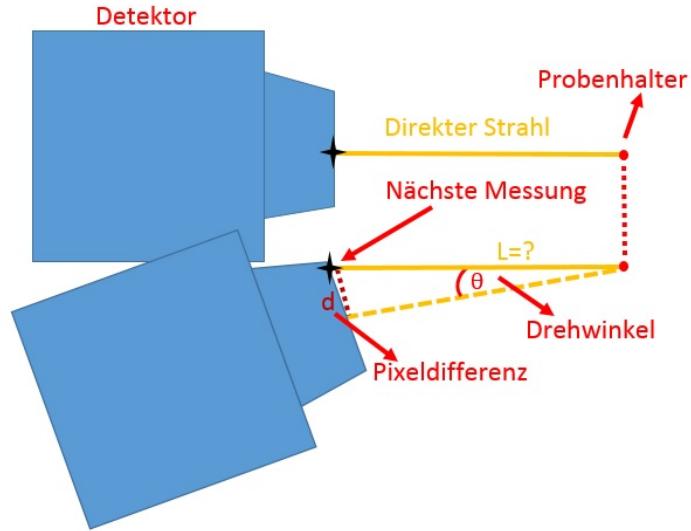 Detektor
Probenhalter
Direkter Strahl
Nächste Messung
L=?
θ
d
Drehwinkel
Pixeldifferenz